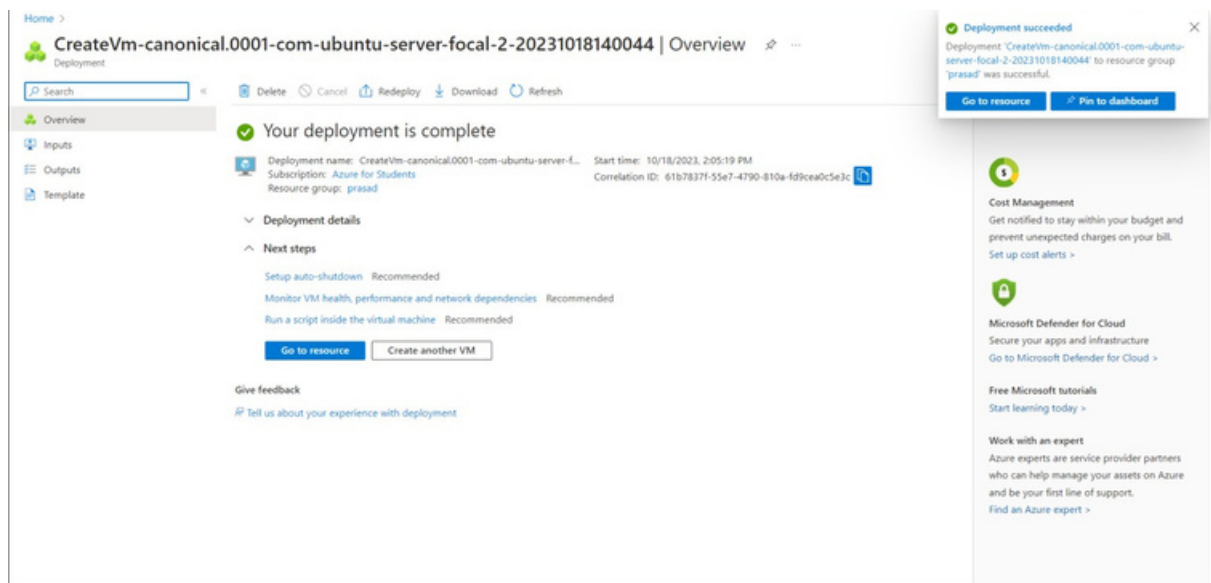 Home >
CreateVm-canonical.0001-com-ubuntu-server-focal-2-20231018140044 | Overview ...
Deployment
Search «
Delete Cancel Redeploy Download Refresh
Overview
Inputs
Outputs
Template
Your deployment is complete
Deployment name: CreateVm-canonical.0001-com-ubuntu-server-f...
Subscription: Azure for Students
Resource group: prasad
Start time: 10/18/2023, 2:05:19 PM
Correlation ID: 61b7837f-55e7-4790-810a-fd9cea0c5e3c
Deployment details
Next steps
Setup auto-shutdown Recommended
Monitor VM health, performance and network dependencies Recommended
Run a script inside the virtual machine Recommended
Go to resource Create another VM
Give feedback
Tell us about your experience with deployment
Deployment succeeded
Deployment 'CreateVm-canonical.0001-com-ubuntu-
server-focal-2-20231018140044' to resource group
'prasad' was successful.
Go to resource Pin to dashboard
$
Cost Management
Get notified to stay within your budget and
prevent unexpected charges on your bill.
Set up cost alerts >
Microsoft Defender for Cloud
Secure your apps and infrastructure
Go to Microsoft Defender for Cloud >
Free Microsoft tutorials
Start learning today >
Work with an expert
Azure experts are service provider partners
who can help manage your assets on Azure
and be your first line of support.
Find an Azure expert >